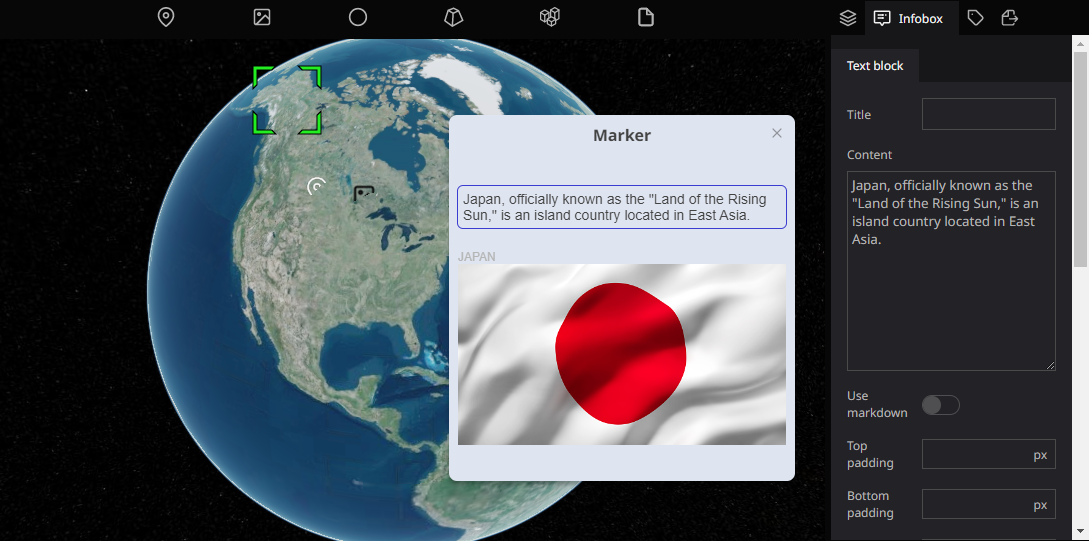 Infobox
Text block
Title
Content
Japan, officially known as the
"Land of the Rising Sun," is an
island country located in East
Asia.
Use
markdown
Top
padding
px
Bottom
padding
px
Marker
Japan, officially known as the "Land of the Rising
Sun," is an island country located in East Asia.
JAPAN